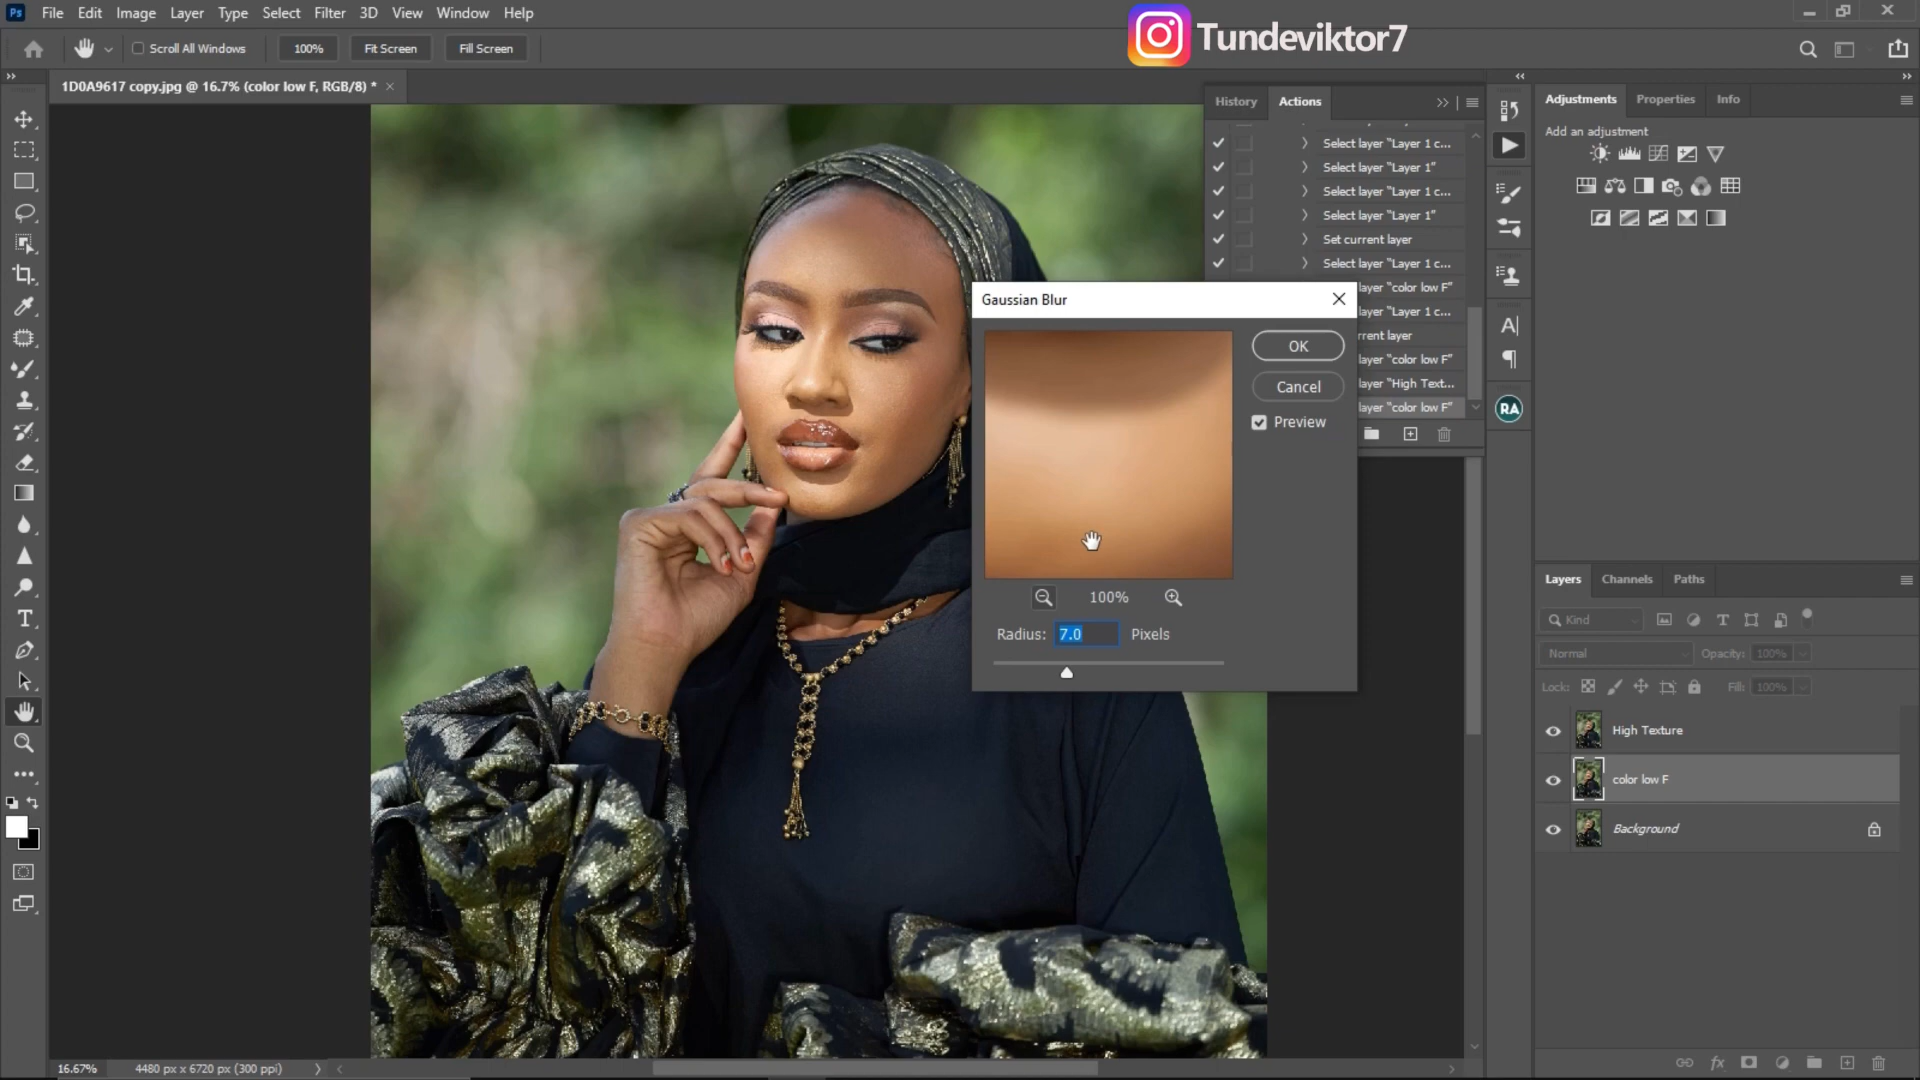 Ps File Edit Image Layer Type Select Filter 3D View Window Help
Tundeviktor7
Scroll All Windows 100% Fit Screen Fill Screen
1D0A9617 copy.jpg @ 16.7% (color low F, RGB/8) *
History Actions
Adjustments Properties Info
Add an adjustment
Select layer "Layer 1 c...
Select layer "Layer 1"
Select layer "Layer 1 c...
Select layer "Layer 1"
Set current layer
Select layer "Layer 1 c...
layer "color low F"
layer "Layer 1 c...
rrent layer
layer "color low F"
layer "High Text...
layer "color low F"
Gaussian Blur
OK
Cancel
Preview
100%
Radius: 7.0 Pixels
A
RA
T
Layers Channels Paths
Kind
T
Normal Opacity: 100%
Lock: Fill: 100%
High Texture
color low F
Background
fx
16.67% 4480 px x 6720 px (300 ppi)